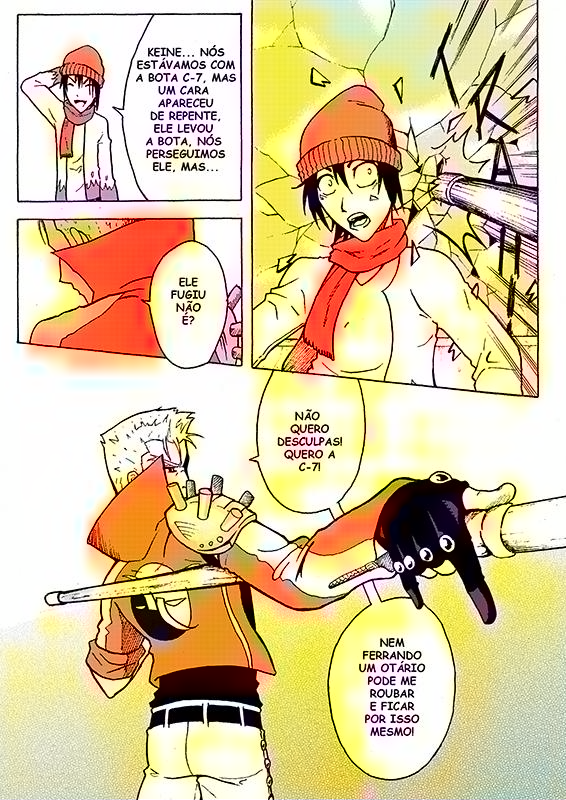 KEINE... NÓS
ESTÁVAMOS COM
A BOTA C-7, MAS
UM CARA
APARECEU
DE REPENTE,
ELE LEVOU
A BOTA, NÓS
PERSEGUIMOS
ELE, MAS...
TRA
ELE
FUGIU
NÃO
É?
NÃO
QUERO
DESCULPAS!
QUERO A
C-7!
NEM
FERRANDO
UM OTÁRIO
PODE ME
ROUBAR
E FICAR
POR ISSO
MESMO!